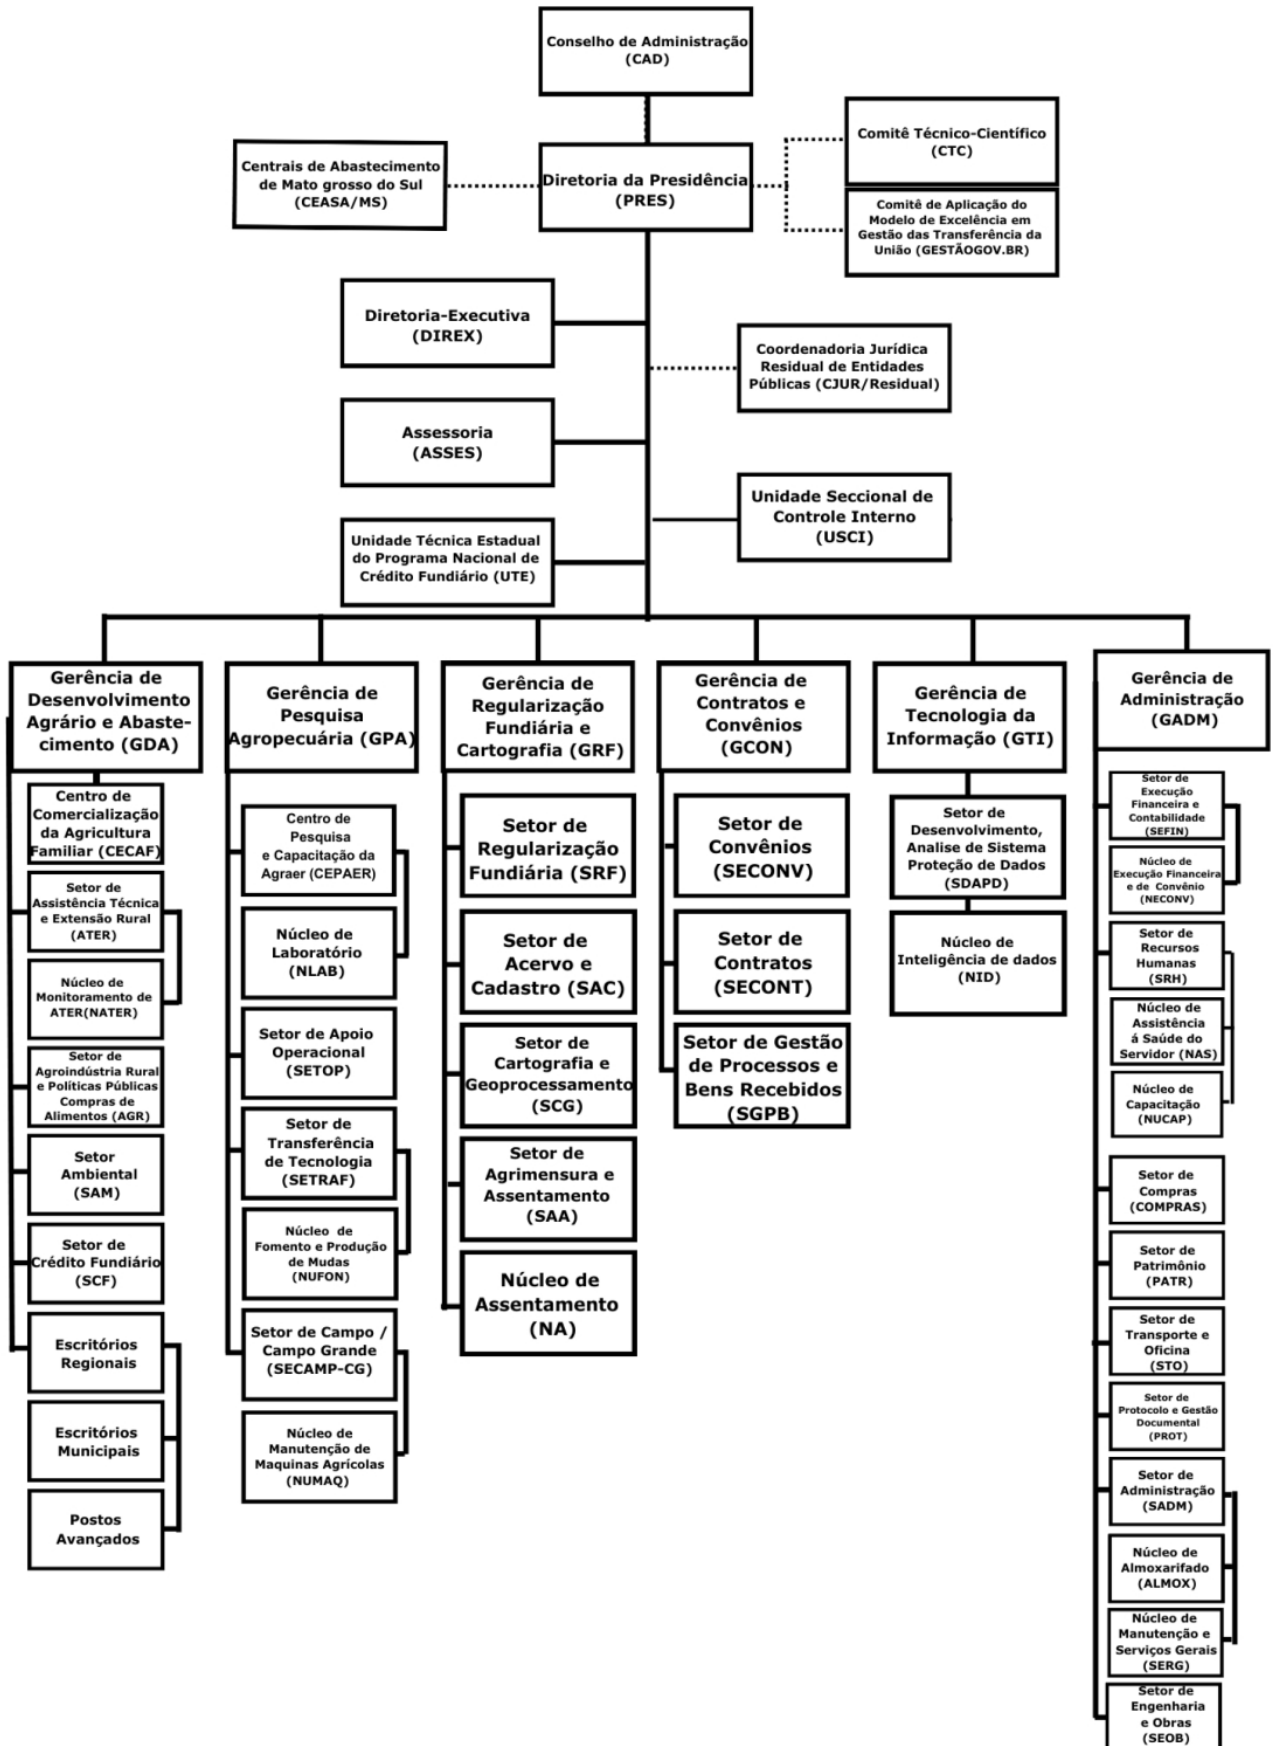 Conselho de Administração
(CAD)
Comitê Técnico-Científico
(CTC)
Centrais de Abastecimento
de Mato grosso do Sul
(CEASA/MS)
Diretoria da Presidência
(PRES)
Comitê de Aplicação do
Modelo de Excelência em
Gestão das Transferência da
União (GESTÃOGOV.BR)
Diretoria-Executiva
(DIREX)
Coordenadoria Jurídica
Residual de Entidades
Públicas (CJUR/Residual)
Assessoria
(ASSES)
Unidade Seccional de
Controle Interno
(USCI)
Unidade Técnica Estadual
do Programa Nacional de
Crédito Fundiário (UTE)
Gerência de
Desenvolvimento
Agrário e Abaste-
cimento (GDA)
Centro de
Comercialização
da Agricultura
Familiar (CECAF)
Setor de
Assistência Técnica
e Extensão Rural
(ATER)
Núcleo de
Monitoramento de
ATER(NATER)
Setor de
Agroindústria Rural
e Políticas Públicas
Compras de
Alimentos (AGR)
Setor
Ambiental
(SAM)
Setor de
Crédito Fundiário
(SCF)
Escritórios
Regionais
Escritórios
Municipais
Postos
Avançados
Gerência de
Pesquisa
Agropecuária (GPA)
Centro de
Pesquisa
e Capacitação da
Agraer (CEPAER)
Núcleo de
Laboratório
(NLAB)
Setor de Apoio
Operacional
(SETOP)
Setor de
Transferência
de Tecnologia
(SETRAF)
Núcleo de
Fomento e Produção
de Mudas
(NUFON)
Setor de Campo /
Campo Grande
(SECAMP-CG)
Núcleo de
Manutenção de
Maquinas Agrícolas
(NUMAQ)
Gerência de
Regularização
Fundiária e
Cartografia (GRF)
Setor de
Regularização
Fundiária (SRF)
Setor de
Acervo e
Cadastro (SAC)
Setor de
Cartografia e
Geoprocessamento
(SCG)
Setor de
Agrimensura e
Assentamento
(SAA)
Núcleo de
Assentamento
(NA)
Gerência de
Contratos e
Convênios
(GCON)
Setor de
Convênios
(SECONV)
Setor de
Contratos
(SECONT)
Setor de Gestão
de Processos e
Bens Recebidos
(SGPB)
Gerência de
Tecnologia da
Informação (GTI)
Setor de
Desenvolvimento,
Analise de Sistema
Proteção de Dados
(SDAPD)
Núcleo de
Inteligência de dados
(NID)
Gerência de
Administração
(GADM)
Setor de
Execução
Financeira e
Contabilidade
(SEFIN)
Núcleo de
Execução Financeira
e de Convênio
(NECONV)
Setor de
Recursos
Humanas
(SRH)
Núcleo de
Assistência
á Saúde do
Servidor (NAS)
Núcleo de
Capacitação
(NUCAP)
Setor de
Compras
(COMPRAS)
Setor de
Patrimônio
(PATR)
Setor de
Transporte e
Oficina
(STO)
Setor de
Protocolo e Gestão
Documental
(PROT)
Setor de
Administração
(SADM)
Núcleo de
Almoxarifado
(ALMOX)
Núcleo de
Manutenção e
Serviços Gerais
(SERG)
Setor de
Engenharia
e Obras
(SEOB)